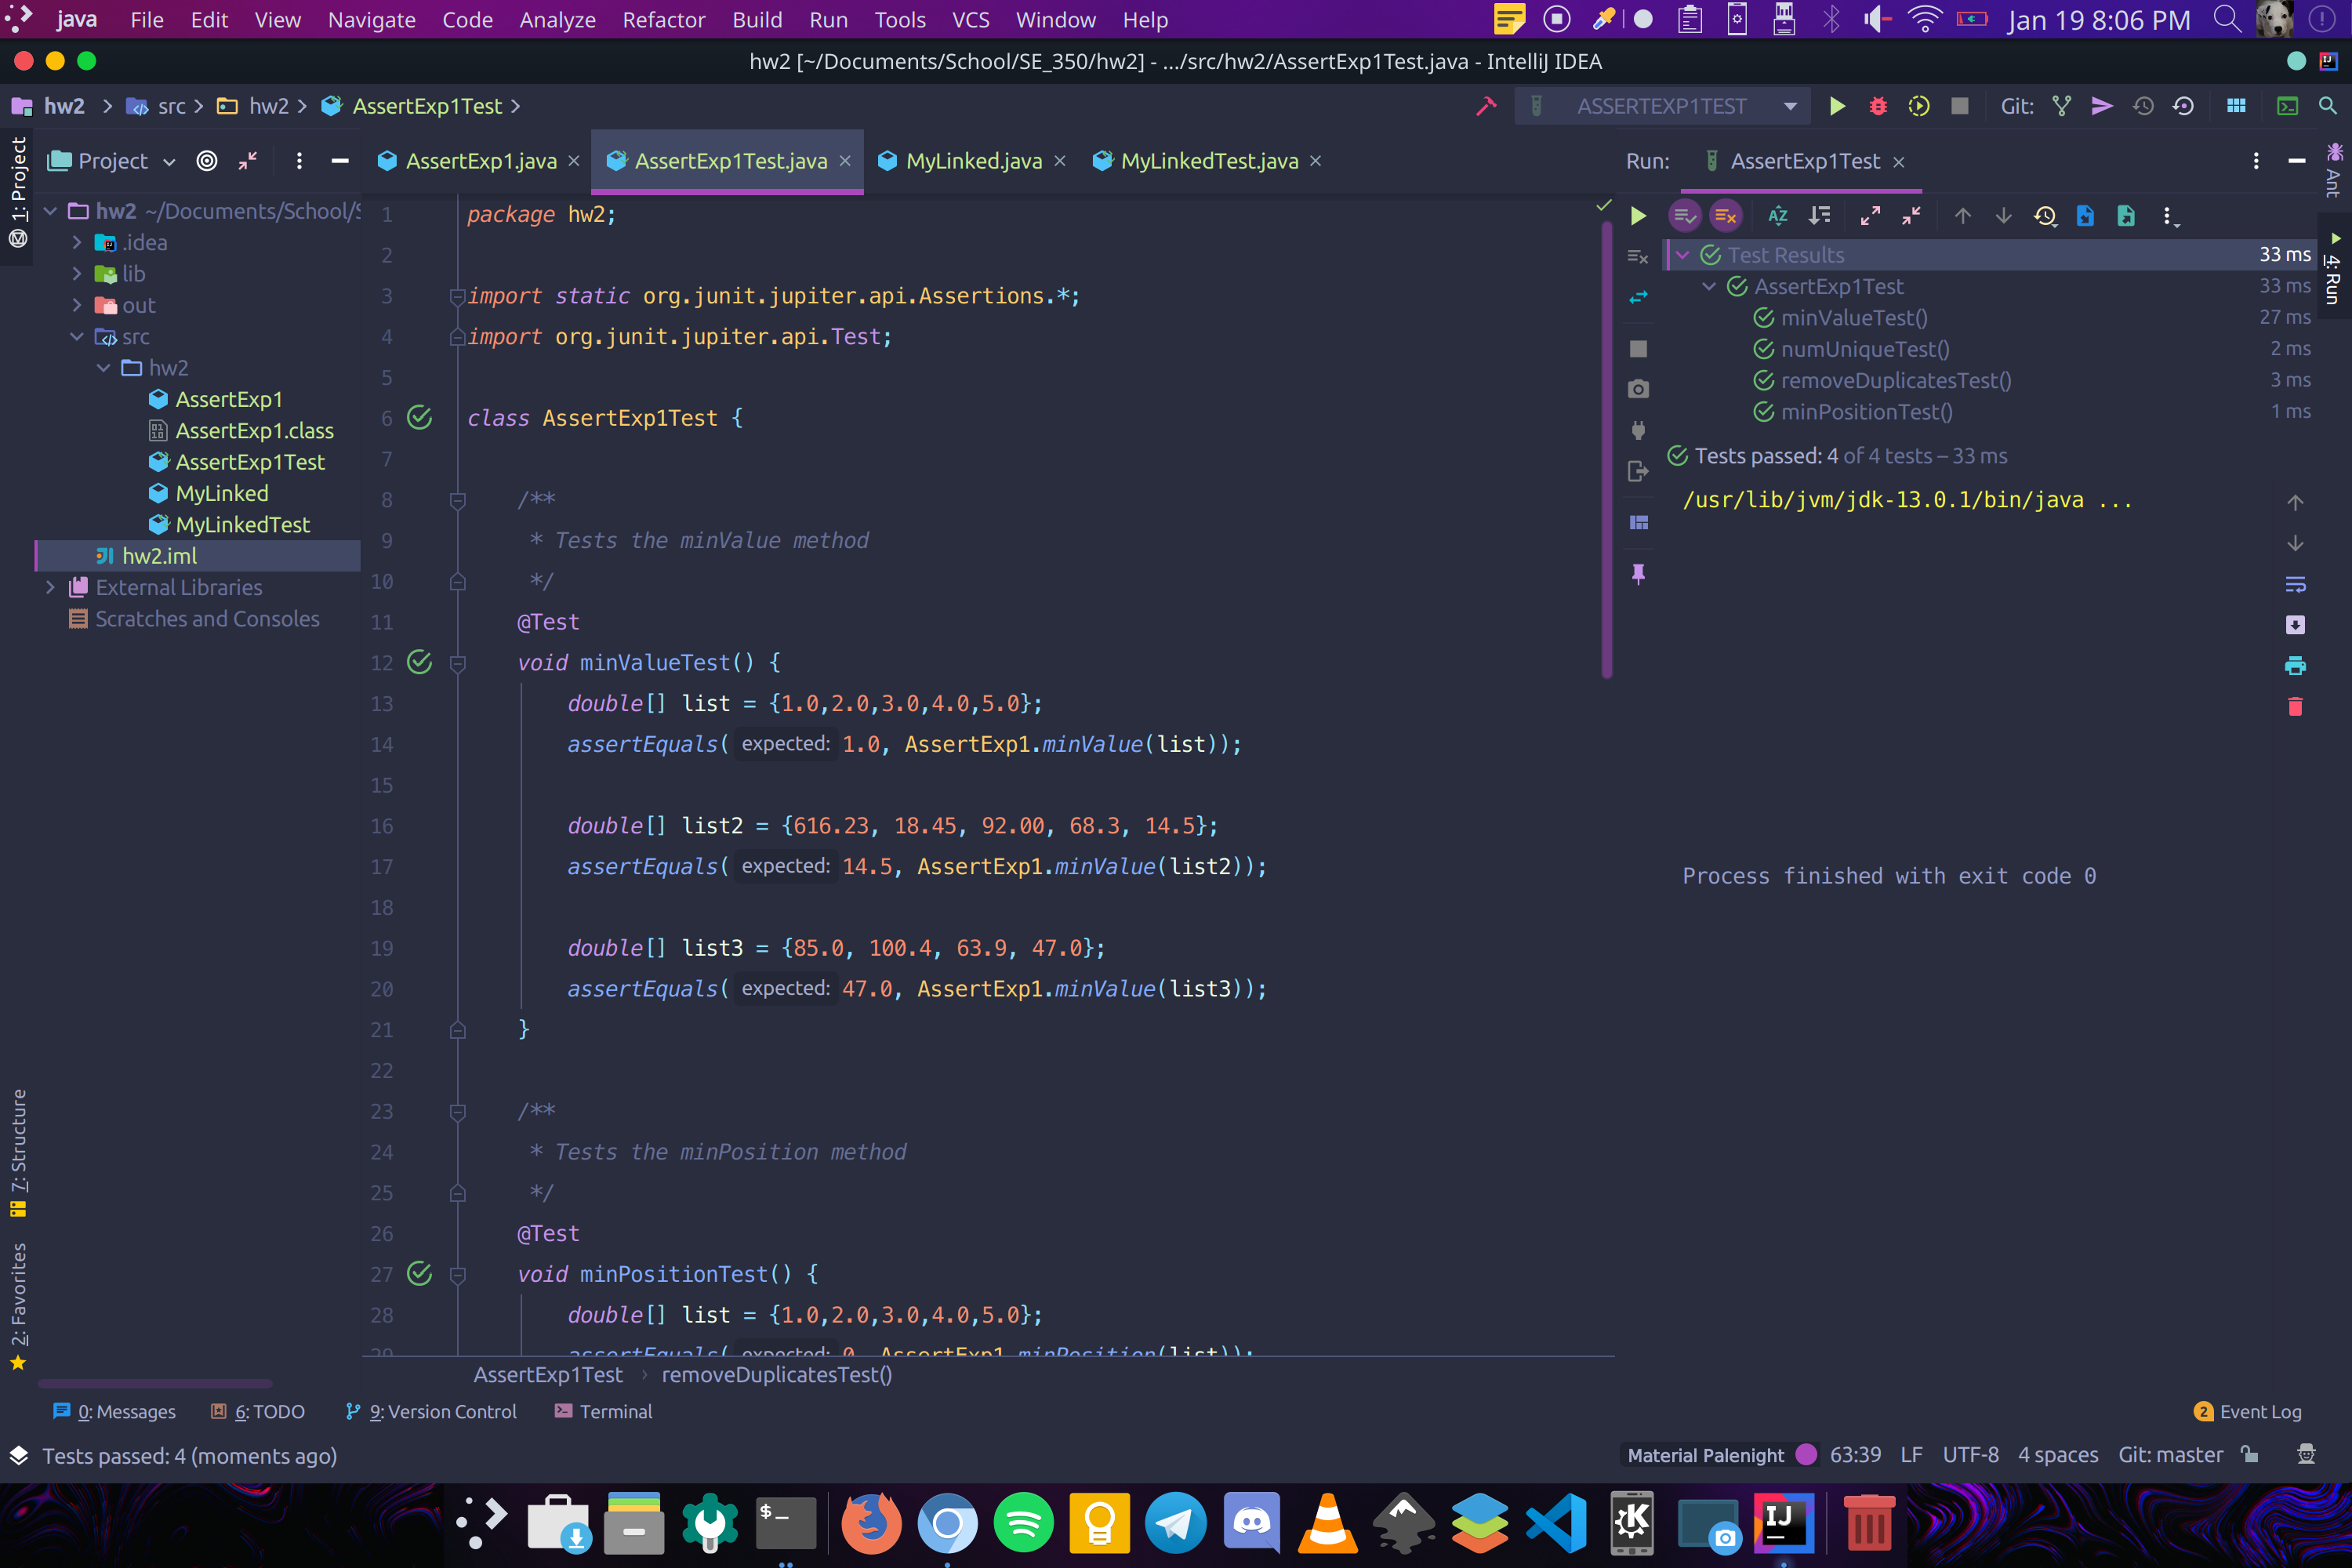 java File Edit View Navigate Code Analyze Refactor Build Run Tools VCS Window Help Jan 19 8:06 PM
hw2 [~/Documents/School/SE_350/hw2] - .../src/hw2/AssertExp1Test.java - IntelliJ IDEA
hw2 src hw2 AssertExp1Test ASSERTEXP1TEST Git:
1: Project
Project
AssertExp1.java AssertExp1Test.java MyLinked.java MyLinkedTest.java
Run: AssertExp1Test
Ant
4: Run
hw2 ~/Documents/School/S
.idea
lib
out
src
hw2
AssertExp1
AssertExp1.class
AssertExp1Test
MyLinked
MyLinkedTest
hw2.iml
External Libraries
Scratches and Consoles
7: Structure
2: Favorites
1 package hw2;
2
3 import static org.junit.jupiter.api.Assertions.*;
4 import org.junit.jupiter.api.Test;
5
6 class AssertExp1Test {
7
8 /**
9 * Tests the minValue method
10 */
11 @Test
12 void minValueTest() {
13 double[] list = {1.0,2.0,3.0,4.0,5.0};
14 assertEquals( expected: 1.0, AssertExp1.minValue(list));
15
16 double[] list2 = {616.23, 18.45, 92.00, 68.3, 14.5};
17 assertEquals( expected: 14.5, AssertExp1.minValue(list2));
18
19 double[] list3 = {85.0, 100.4, 63.9, 47.0};
20 assertEquals( expected: 47.0, AssertExp1.minValue(list3));
21 }
22
23 /**
24 * Tests the minPosition method
25 */
26 @Test
27 void minPositionTest() {
28 double[] list = {1.0,2.0,3.0,4.0,5.0};
29 assertEquals( expected: 0, AssertExp1.minPosition(list));
AssertExp1Test removeDuplicatesTest()
Test Results 33 ms
AssertExp1Test 33 ms
minValueTest() 27 ms
numUniqueTest() 2 ms
removeDuplicatesTest() 3 ms
minPositionTest() 1 ms
Tests passed: 4 of 4 tests – 33 ms
/usr/lib/jvm/jdk-13.0.1/bin/java ...
Process finished with exit code 0
0: Messages 6: TODO 9: Version Control Terminal 2 Event Log
Tests passed: 4 (moments ago) Material Palenight 63:39 LF UTF-8 4 spaces Git: master